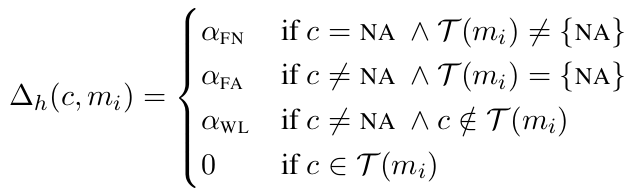 α_FN if c = NA ∧ 𝒯(m_i) ≠ {NA}
α_FA if c ≠ NA ∧ 𝒯(m_i) = {NA}
Δ_h(c, m_i) = {
α_WL if c ≠ NA ∧ c ∉ 𝒯(m_i)
0 if c ∈ 𝒯(m_i)